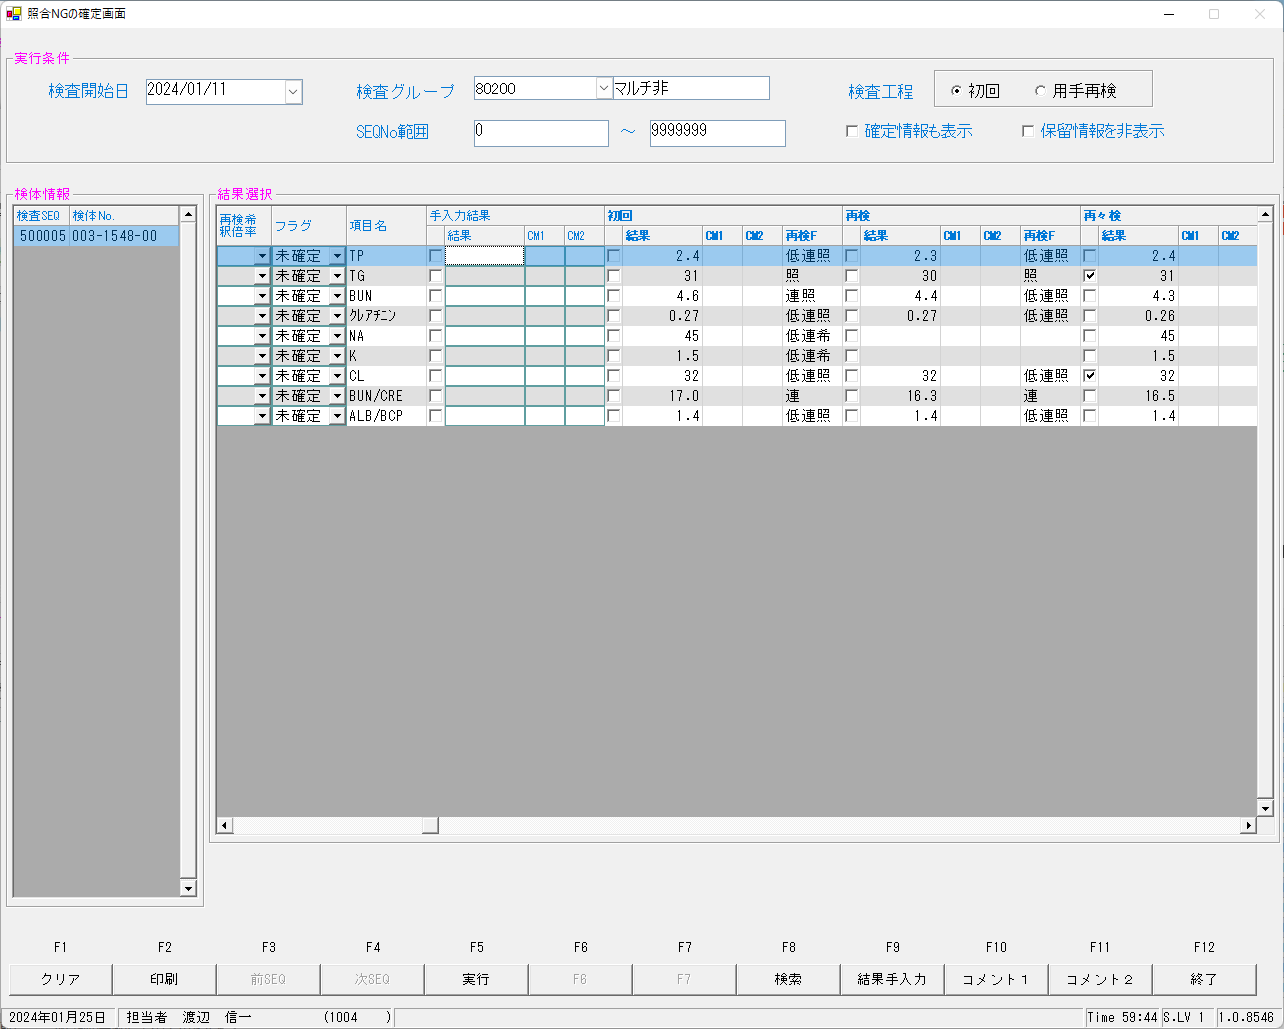 照合NGの確定画面
実行条件
検査開始日 2024/01/11 検査グループ 80200 マルチ非 検査工程 初回 用手再検
SEQNo範囲 0 ～ 9999999 確定情報も表示 保留情報を非表示
検体情報
検査SEQ 検体No.
500005 003-1548-00
結果選択
再検希釈倍率 フラグ 項目名 手入力結果 初回 再検 再々検
結果 CM1 CM2 結果 CM1 CM2 再検F 結果 CM1 CM2 再検F 結果 CM1 CM2
未確定 TP 2.4 低連照 2.3 低連照 2.4
未確定 TG 31 照 30 照 31
未確定 BUN 4.6 連照 4.4 低連照 4.3
未確定 ｸﾚｱﾁﾆﾝ 0.27 低連照 0.27 低連照 0.26
未確定 NA 45 低連希 45
未確定 K 1.5 低連希 1.5
未確定 CL 32 低連照 32 低連照 32
未確定 BUN/CRE 17.0 連 16.3 連 16.5
未確定 ALB/BCP 1.4 低連照 1.4 低連照 1.4
F1 F2 F3 F4 F5 F6 F7 F8 F9 F10 F11 F12
クリア 印刷 前SEQ 次SEQ 実行 F6 F7 検索 結果手入力 コメント１ コメント２ 終了
2024年01月25日 担当者 渡辺 信一 (1004 ) Time 59:44 S.LV 1 1.0.8546